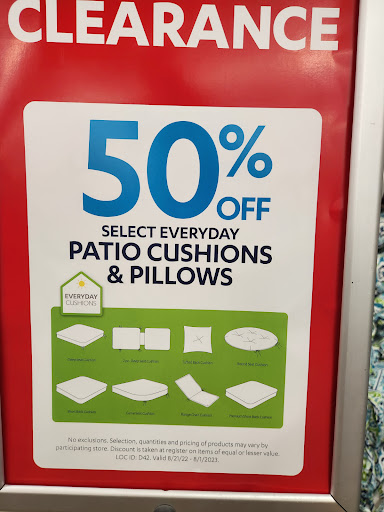 CLEARANCE
50%
OFF
SELECT EVERYDAY
PATIO CUSHIONS
& PILLOWS
EVERYDAY
CUSHIONS
No exclusions. Selection, quantities and pricing of products may vary by
participating store. Discount is taken at register on items of equal or lesser value.
LOC ID: D42. Valid 8/21/22 - 8/1/2023.